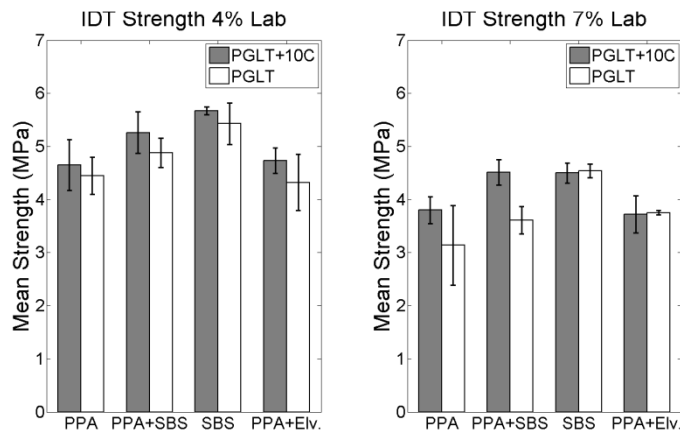 IDT Strength 4% Lab
7
6
5
4
3
2
1
0
Mean Strength (MPa)
PGLT+10C
PGLT
PPA PPA+SBS SBS PPA+Elv.
IDT Strength 7% Lab
7
6
5
4
3
2
1
0
Mean Strength (MPa)
PGLT+10C
PGLT
PPA PPA+SBS SBS PPA+Elv.